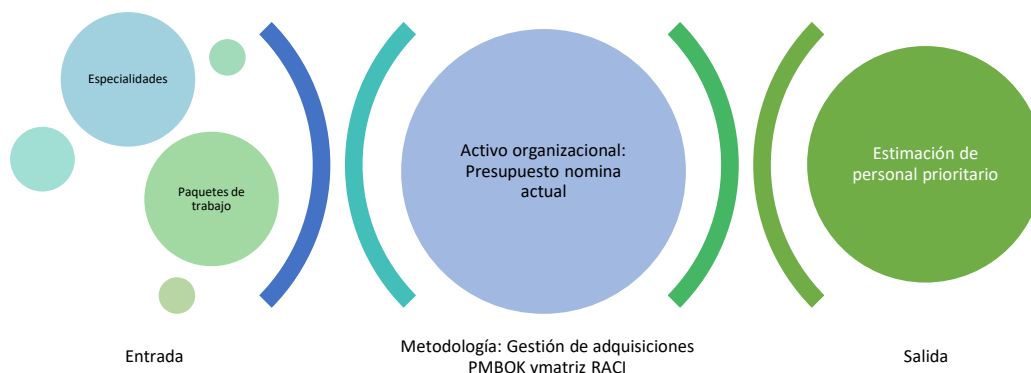 Especialidades
Paquetes de
trabajo
Entrada
Activo organizacional:
Presupuesto nomina
actual
Metodología: Gestión de adquisiciones
PMBOK ymatriz RACI
Estimación de
personal prioritario
Salida